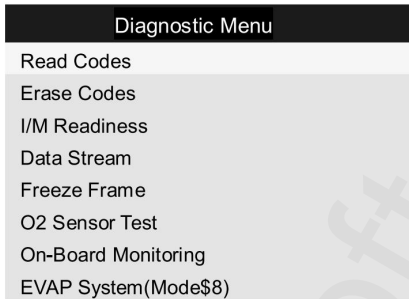 Diagnostic Menu
Read Codes
Erase Codes
I/M Readiness
Data Stream
Freeze Frame
O2 Sensor Test
On-Board Monitoring
EVAP System(Mode$8)